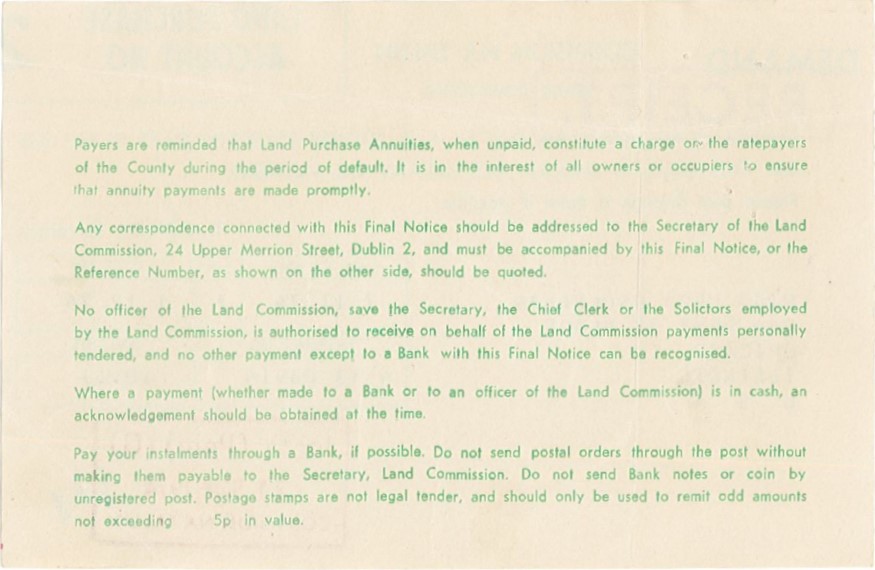 Payers are reminded that Land Purchase Annuities, when unpaid, constitute a charge on the ratepayers
of the County during the period of default. It is in the interest of all owners or occupiers to ensure
that annuity payments are made promptly.
Any correspondence connected with this Final Notice should be addressed to the Secretary of the Land
Commission, 24 Upper Merrion Street, Dublin 2, and must be accompanied by this Final Notice, or the
Reference Number, as shown on the other side, should be quoted.
No officer of the Land Commission, save the Secretary, the Chief Clerk or the Solictors employed
by the Land Commission, is authorised to receive on behalf of the Land Commission payments personally
tendered, and no other payment except to a Bank with this Final Notice can be recognised.
Where a payment (whether made to a Bank or to an officer of the Land Commission) is in cash, an
acknowledgement should be obtained at the time.
Pay your instalments through a Bank, if possible. Do not send postal orders through the post without
making them payable to the Secretary, Land Commission. Do not send Bank notes or coin by
unregistered post. Postage stamps are not legal tender, and should only be used to remit odd amounts
not exceeding 5p in value.